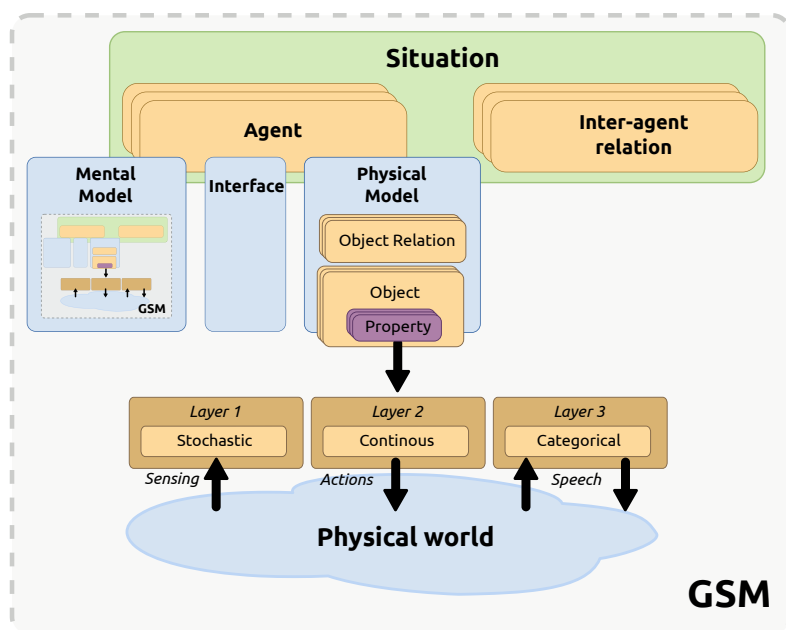 Situation
Agent
Inter-agent
relation
Mental
Model
GSM
Interface
Physical
Model
Object Relation
Object
Property
Layer 1
Stochastic
Layer 2
Continous
Layer 3
Categorical
Sensing
Actions
Speech
Physical world
GSM